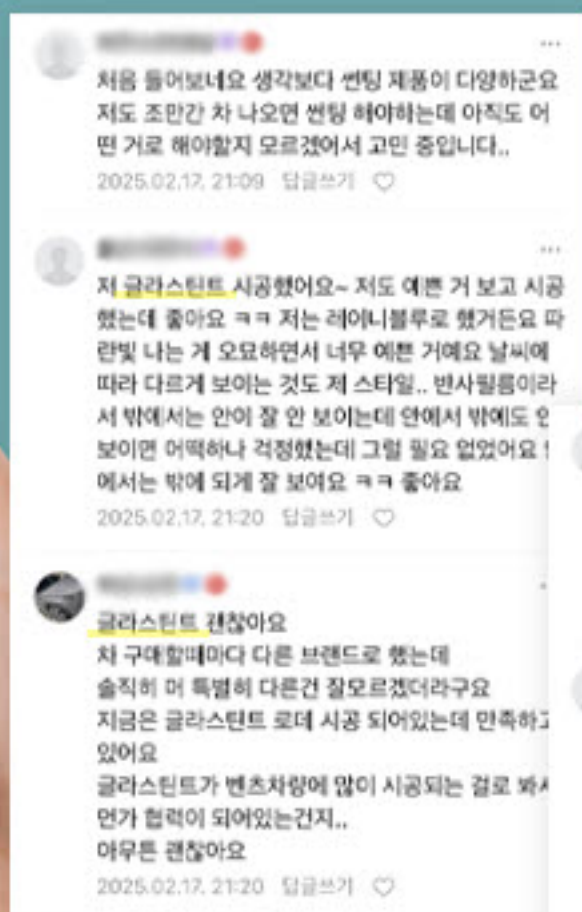 처음 들어보네요 생각보다 썬팅 제품이 다양하군요
저도 조만간 차 나오면 썬팅 해야하는데 아직도 어
떤 거로 해야할지 모르겠어서 고민 중입니다..
2025.02.17. 21:09 답글쓰기
저 글라스틴트 시공했어요~ 저도 예쁜 거 보고 시공
했는데 좋아요 ㅋㅋ 저는 레이니블루로 했거든요 파
란빛 나는 게 오묘하면서 너무 예쁜 거예요 날씨에
따라 다르게 보이는 것도 제 스타일.. 반사필름이라
서 밖에서는 안이 잘 안 보이는데 안에서 밖에도 안
보이면 어떡하나 걱정했는데 그럴 필요 없었어요
에서는 밖에 되게 잘 보여요 ㅋㅋ 좋아요
2025.02.17. 21:20 답글쓰기
글라스틴트 괜찮아요
차 구매할때마다 다른 브랜드로 했는데
솔직히 머 특별히 다른건 잘모르겠더라구요
지금은 글라스틴트 로데 시공 되어있는데 만족하고
있어요
글라스틴트가 벤츠차량에 많이 시공되는 걸로 봐서
먼가 협력이 되어있는건지..
아무튼 괜찮아요
2025.02.17. 21:20 답글쓰기